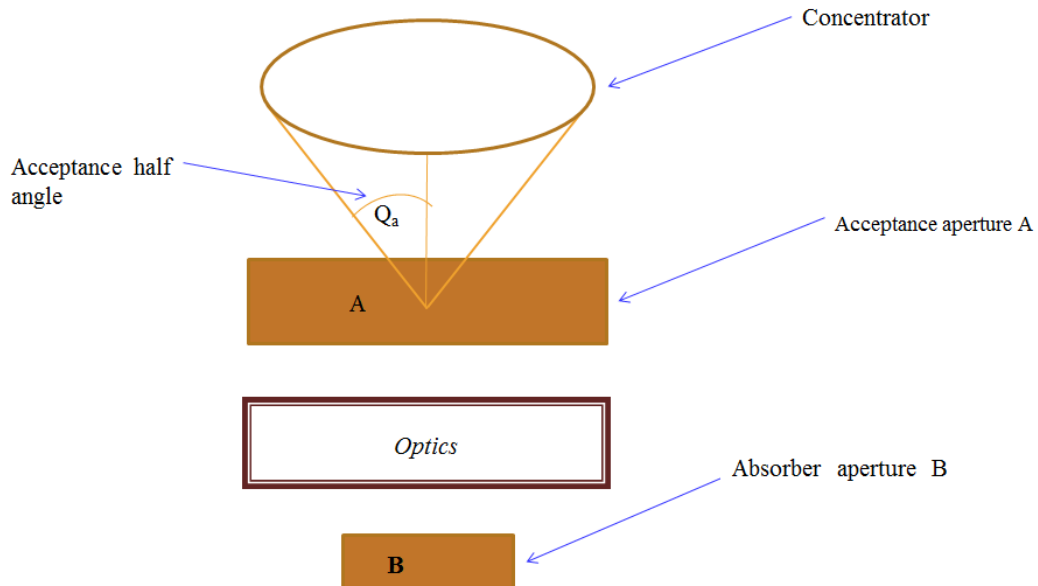 Concentrator
Acceptance half
angle
Qa
Acceptance aperture A
A
Optics
Absorber aperture B
B